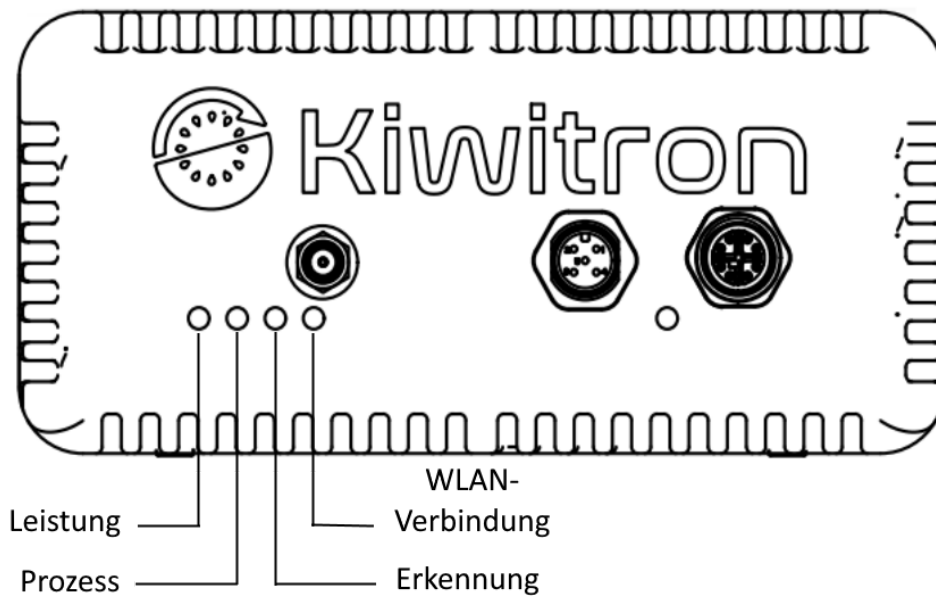 Kiwitron
WLAN-
Leistung
Verbindung
Prozess
Erkennung